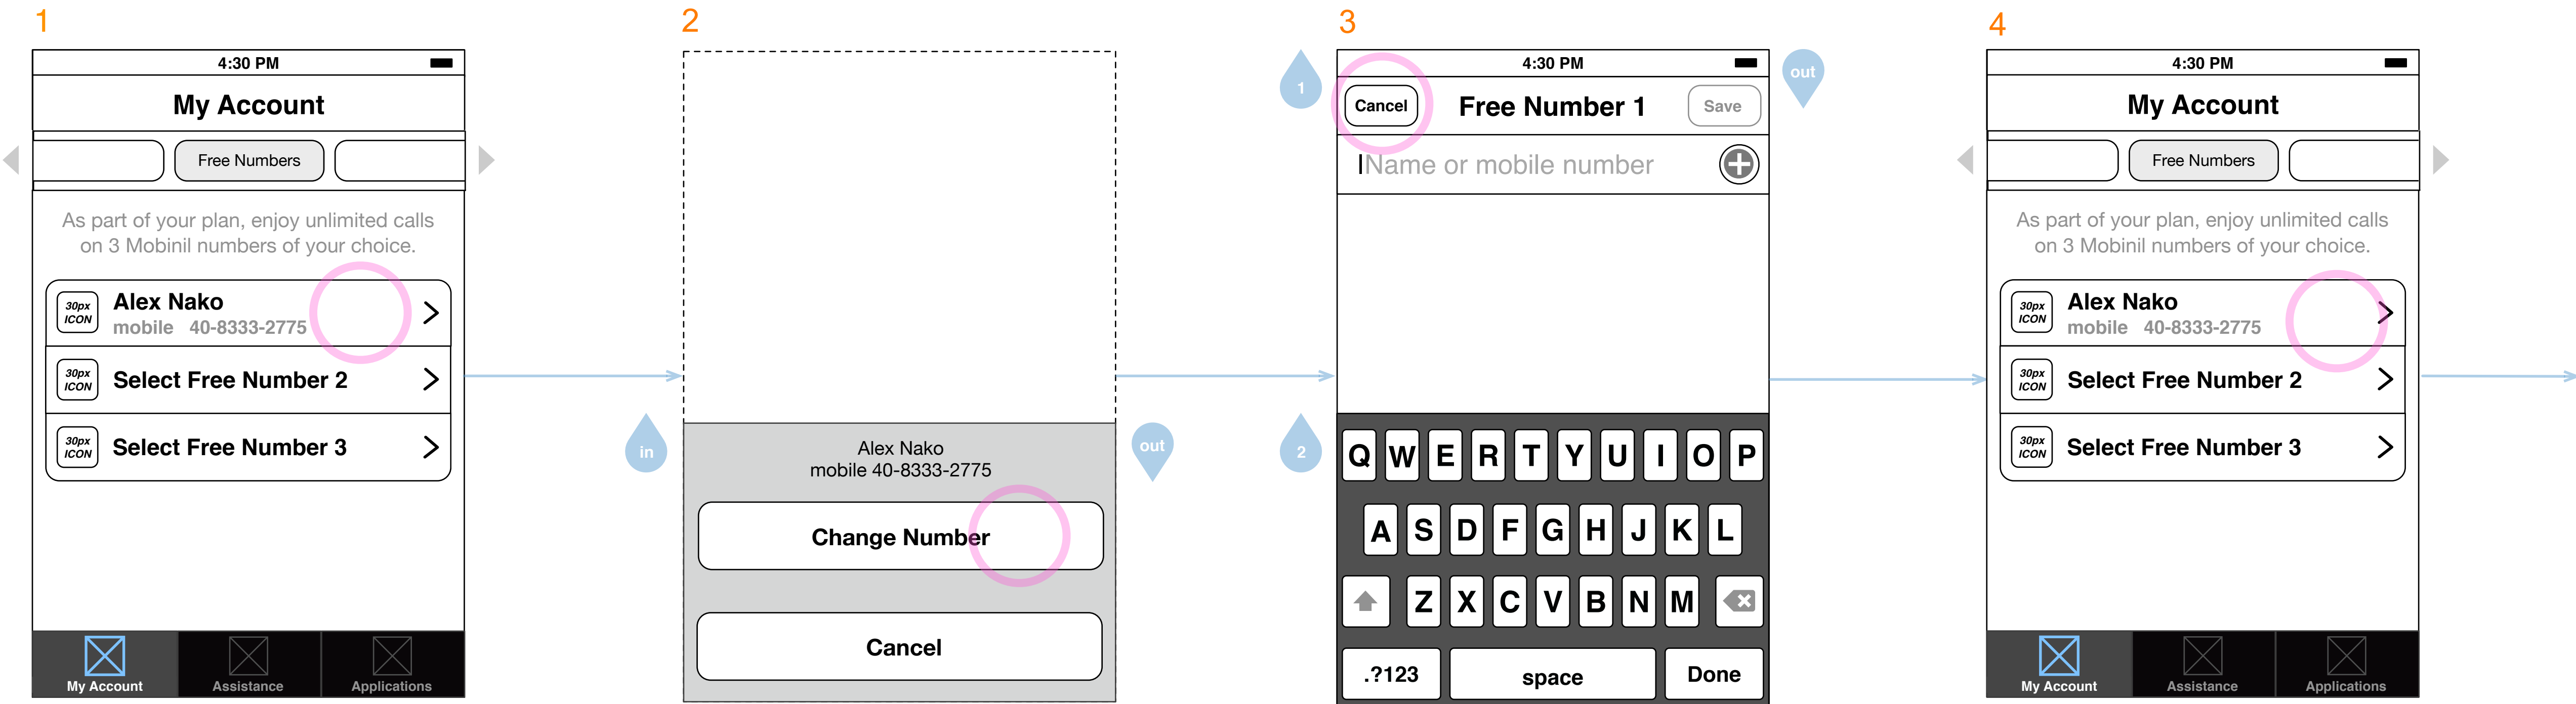 1
4:30 PM
My Account
Free Numbers
As part of your plan, enjoy unlimited calls
on 3 Mobinil numbers of your choice.
30px
ICON
Alex Nako
mobile 40-8333-2775
30px
ICON
Select Free Number 2
30px
ICON
Select Free Number 3
My Account
Assistance
Applications
2
in
Alex Nako
mobile 40-8333-2775
Change Number
Cancel
out
3
1
4:30 PM
out
Cancel
Free Number 1
Save
Name or mobile number
2
Q W E R T Y U I O P
A S D F G H J K L
Z X C V B N M
.?123
space
Done
4
4:30 PM
My Account
Free Numbers
As part of your plan, enjoy unlimited calls
on 3 Mobinil numbers of your choice.
30px
ICON
Alex Nako
mobile 40-8333-2775
30px
ICON
Select Free Number 2
30px
ICON
Select Free Number 3
My Account
Assistance
Applications